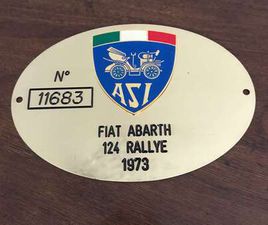 N°
11683
ASI
FIAT ABARTH
124 RALLYE
1973